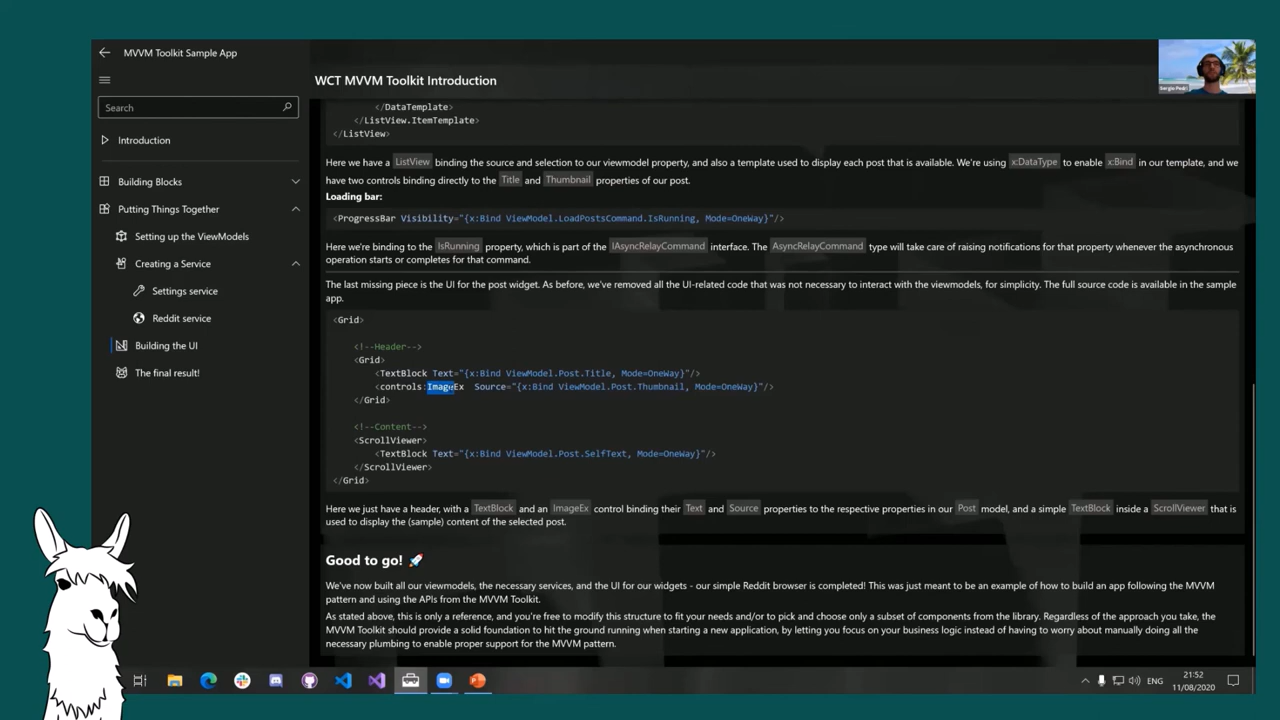 MVVM Toolkit Sample App
Search
Introduction
Building Blocks
Putting Things Together
Setting up the ViewModels
Creating a Service
Settings service
Reddit service
Building the UI
The final result!
WCT MVVM Toolkit Introduction
</DataTemplate>
</ListView.ItemTemplate>
</ListView>
Here we have a ListView binding the source and selection to our viewmodel property, and also a template used to display each post that is available. We're using x:DataType to enable x:Bind in our template, and we
have two controls binding directly to the Title and Thumbnail properties of our post.
Loading bar:
<ProgressBar Visibility="{x:Bind ViewModel.LoadPostsCommand.IsRunning, Mode=OneWay}"/>
Here we're binding to the IsRunning property, which is part of the IAsyncRelayCommand interface. The AsyncRelayCommand type will take care of raising notifications for that property whenever the asynchronous
operation starts or completes for that command.
The last missing piece is the UI for the post widget. As before, we've removed all the UI-related code that was not necessary to interact with the viewmodels, for simplicity. The full source code is available in the sample
app.
<Grid>
<!--Header-->
<Grid>
<TextBlock Text="{x:Bind ViewModel.Post.Title, Mode=OneWay}"/>
<controls:ImageEx Source="{x:Bind ViewModel.Post.Thumbnail, Mode=OneWay}"/>
</Grid>
<!--Content-->
<ScrollViewer>
<TextBlock Text="{x:Bind ViewModel.Post.SelfText, Mode=OneWay}"/>
</ScrollViewer>
</Grid>
Here we just have a header, with a TextBlock and an ImageEx control binding their Text and Source properties to the respective properties in our Post model, and a simple TextBlock inside a ScrollViewer that is
used to display the (sample) content of the selected post.
Good to go! 🚀
We've now built all our viewmodels, the necessary services, and the UI for our widgets - our simple Reddit browser is completed! This was just meant to be an example of how to build an app following the MVVM
pattern and using the APIs from the MVVM Toolkit.
As stated above, this is only a reference, and you're free to modify this structure to fit your needs and/or to pick and choose only a subset of components from the library. Regardless of the approach you take, the
MVVM Toolkit should provide a solid foundation to hit the ground running when starting a new application, by letting you focus on your business logic instead of having to worry about manually doing all the
necessary plumbing to enable proper support for the MVVM pattern.
Sergio Pedri
ENG
21:52
11/08/2020